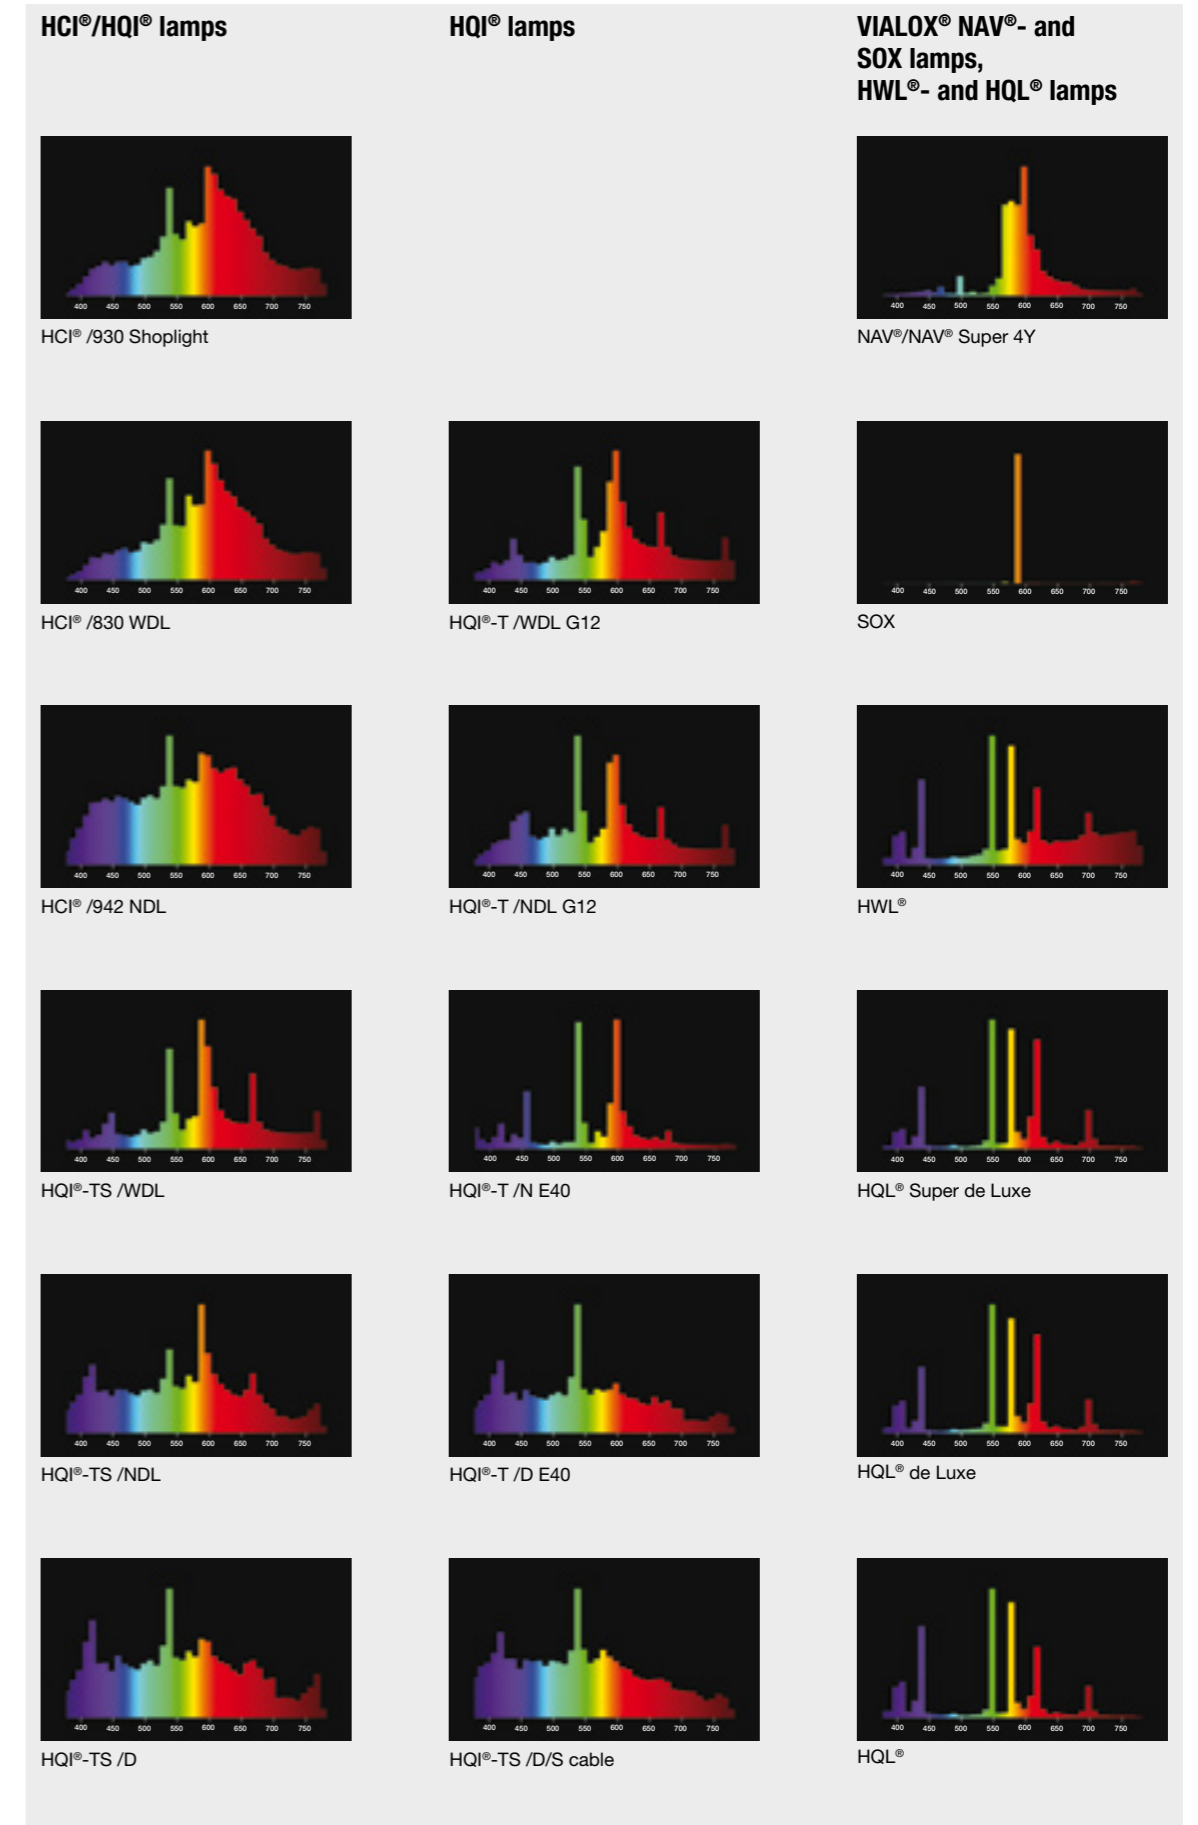 HCI®/HQI® lamps
HQI® lamps
VIALOX® NAV®- and
SOX lamps,
HWL®- and HQL® lamps
400 450 500 550 600 650 700 750
400 450 500 550 600 650 700 750
HCI® /930 Shoplight
NAV®/NAV® Super 4Y
400 450 500 550 600 650 700 750
400 450 500 550 600 650 700 750
400 450 500 550 600 650 700 750
HCI® /830 WDL
HQI®-T /WDL G12
SOX
400 450 500 550 600 650 700 750
400 450 500 550 600 650 700 750
400 450 500 550 600 650 700 750
HCI® /942 NDL
HQI®-T /NDL G12
HWL®
400 450 500 550 600 650 700 750
400 450 500 550 600 650 700 750
400 450 500 550 600 650 700 750
HQI®-TS /WDL
HQI®-T /N E40
HQL® Super de Luxe
400 450 500 550 600 650 700 750
400 450 500 550 600 650 700 750
400 450 500 550 600 650 700 750
HQI®-TS /NDL
HQI®-T /D E40
HQL® de Luxe
400 450 500 550 600 650 700 750
400 450 500 550 600 650 700 750
400 450 500 550 600 650 700 750
HQI®-TS /D
HQI®-TS /D/S cable
HQL®